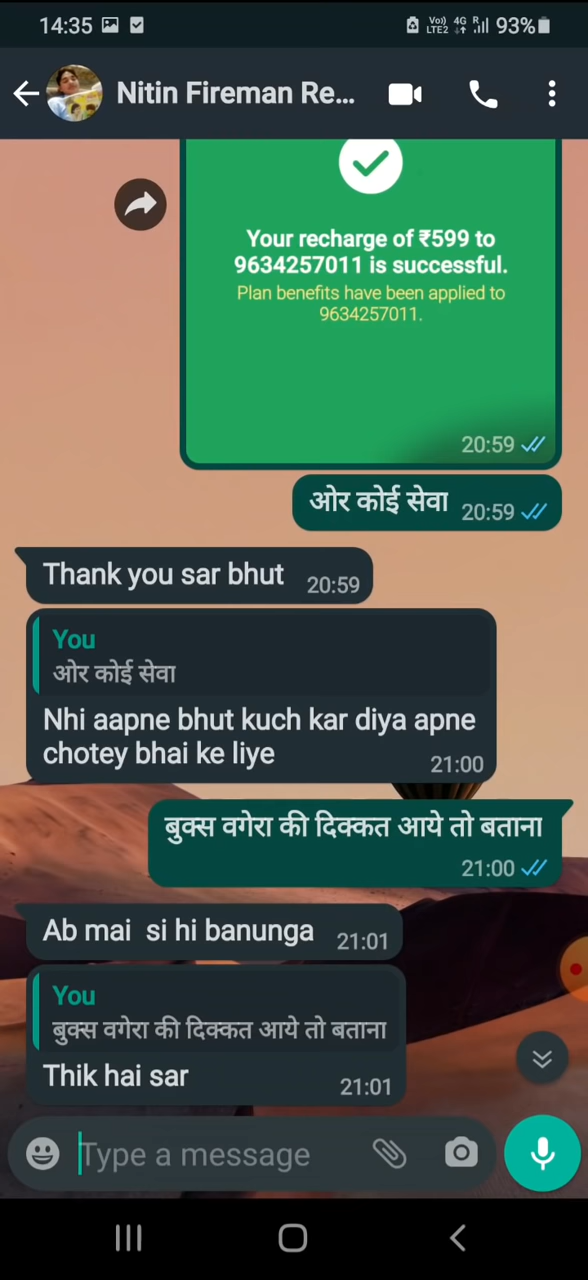 14:35
Vo)) 4G R 93%
LTE2
Nitin Fireman Re...
Your recharge of ₹599 to
9634257011 is successful.
Plan benefits have been applied to
9634257011.
20:59
ओर कोई सेवा 20:59
Thank you sar bhut 20:59
You
ओर कोई सेवा
Nhi aapne bhut kuch kar diya apne
chotey bhai ke liye 21:00
बुक्स वगेरा की दिक्कत आये तो बताना
21:00
Ab mai si hi banunga 21:01
You
बुक्स वगेरा की दिक्कत आये तो बताना
Thik hai sar 21:01
Type a message